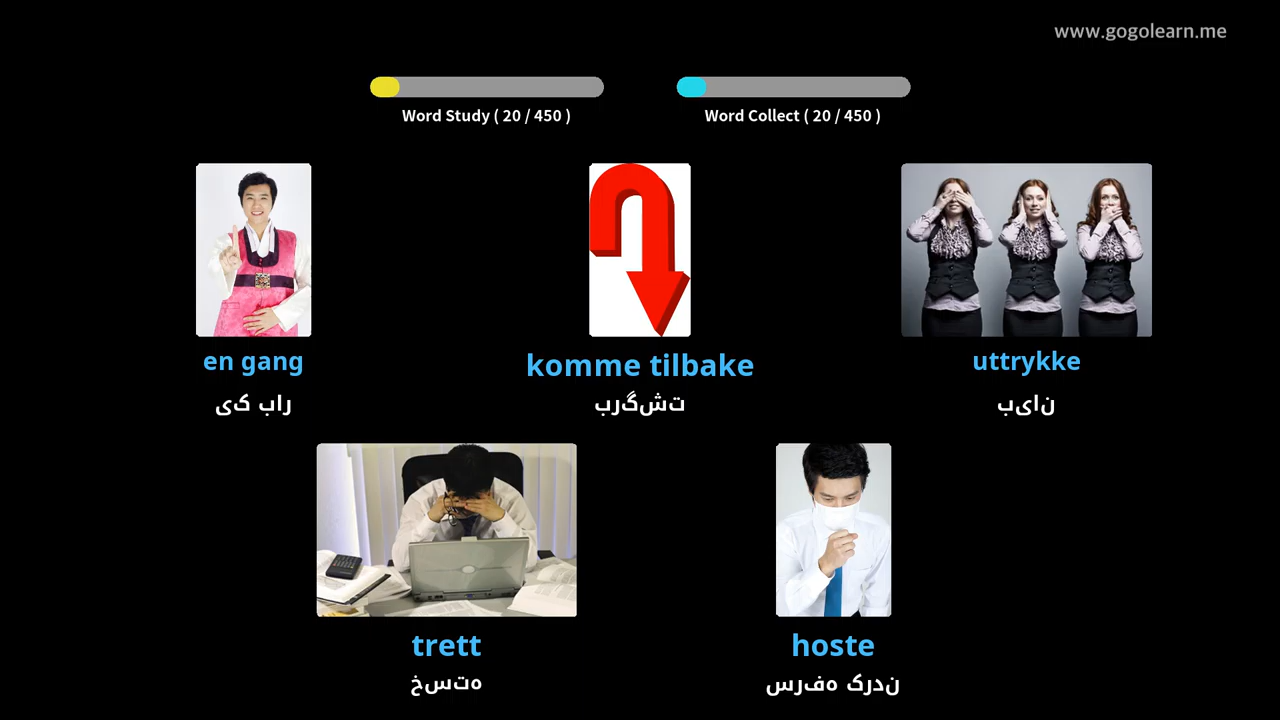 www.gogolearn.me
Word Study ( 20 / 450 )
Word Collect ( 20 / 450 )
en gang
راب کی
komme tilbake
تشگرب
uttrykke
نایب
trett
هتسخ
hoste
ندرک هفرس